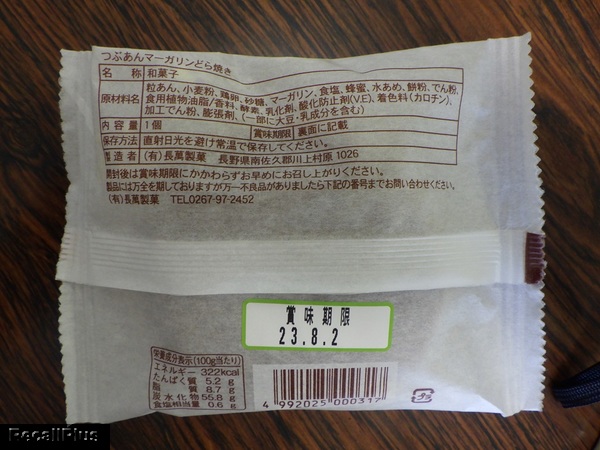 つぶあんマーガリンどら焼き
名 称 和菓子
原材料名 粒あん、小麦粉、鶏卵、砂糖、マーガリン、食塩、蜂蜜、水あめ、餅粉、でん粉、
食用植物油脂/香料、酵素、乳化剤、酸化防止剤(V.E)、着色料(カロチン)、
加工でん粉、膨張剤、(一部に大豆・乳成分を含む)
内 容 量 1個 賞味期限 裏面に記載
保存方法 直射日光を避け常温で保存してください。
製 造 者 (有)長萬製菓 長野県南佐久郡川上村原 1026
開封後は賞味期限にかかわらずお早めにお召し上がりください。
製品には万全を期しておりますが万一不良品がありましたら下記の番号までお問い合わせください。
(有)長萬製菓 TEL0267-97-2452
賞味期限
23.8.2
栄養成分表示(100g当たり)
エネルギー 322kcal
たんぱく質 5.2 g
脂 質 8.7 g
炭水化物 55.8 g
食塩相当量 0.6 g
4 992025 000317
プラ
RecallPlus